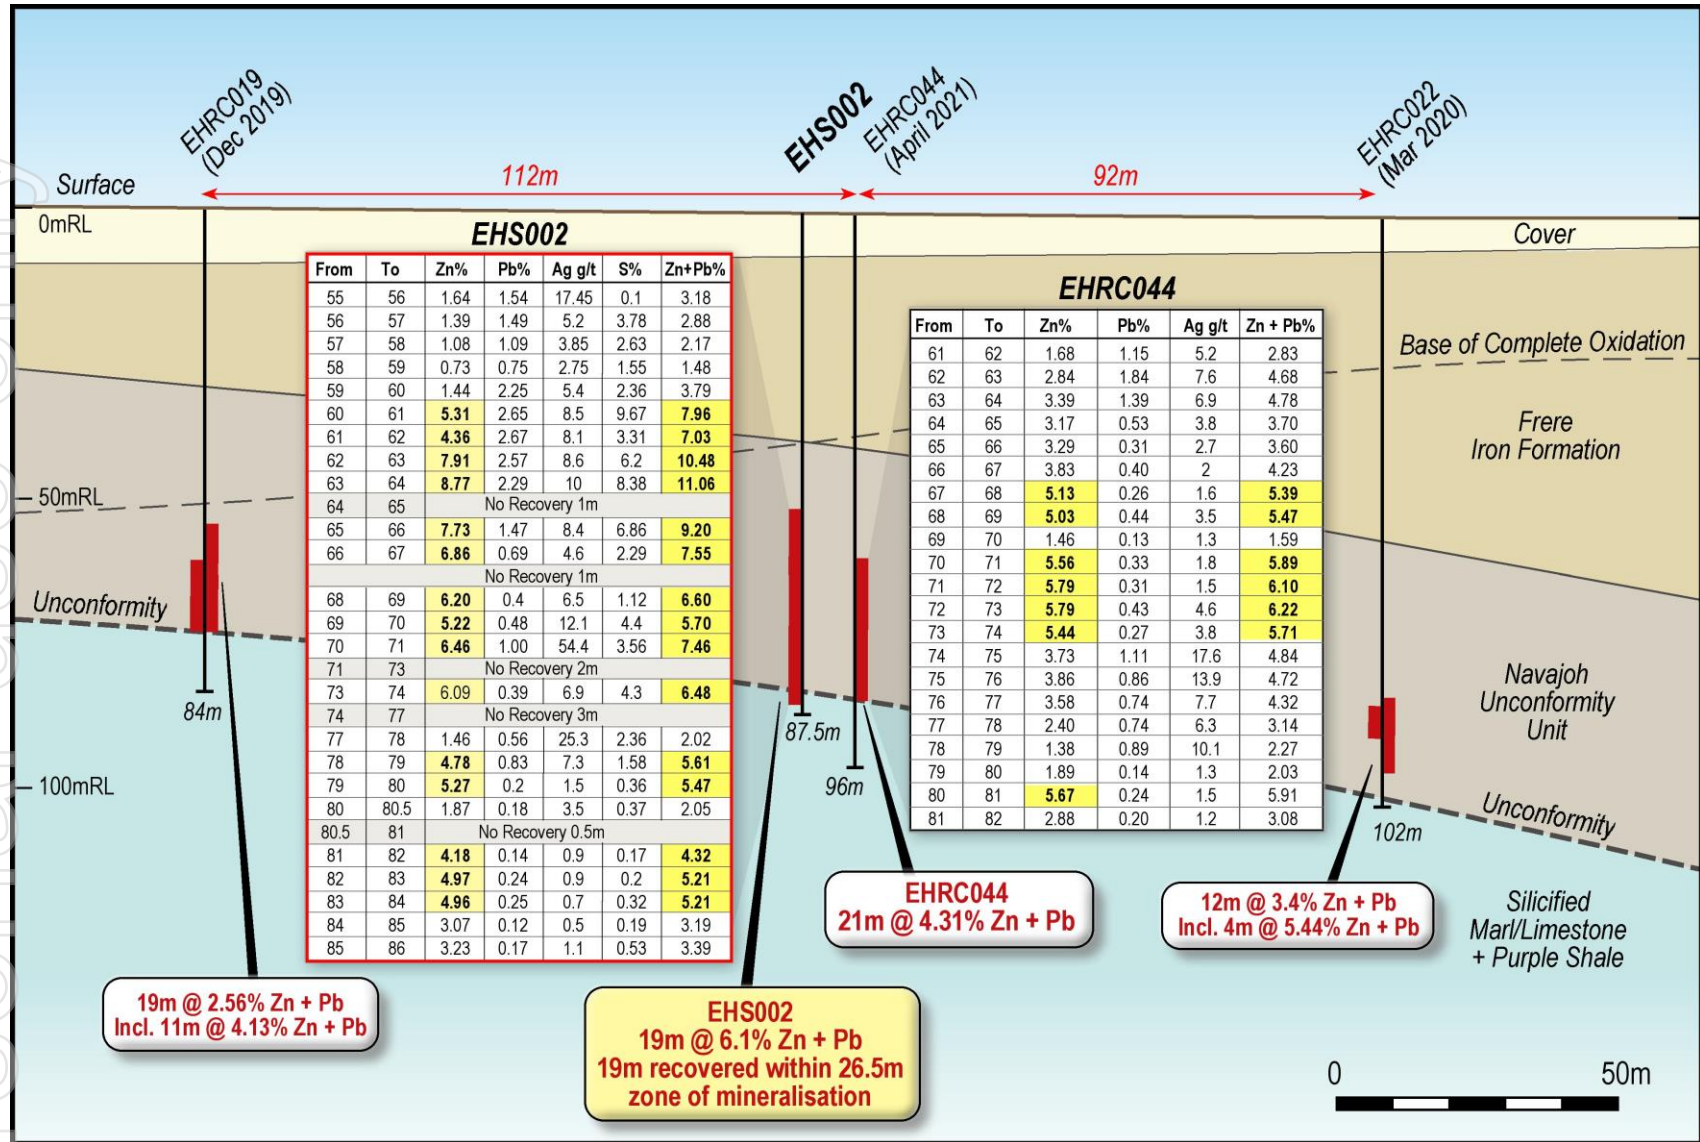 EHRC019
(Dec 2019)
EHS002
EHRC044
(April 2021)
EHRC022
(Mar 2020)
Surface
112m
92m
0mRL
50mRL
100mRL
Cover
Base of Complete Oxidation
Frere
Iron Formation
Navajoh
Unconformity
Unit
Unconformity
Unconformity
Silicified
Marl/Limestone
+ Purple Shale
EHS002
From To Zn% Pb% Ag g/t S% Zn+Pb%
55 56 1.64 1.54 17.45 0.1 3.18
56 57 1.39 1.49 5.2 3.78 2.88
57 58 1.08 1.09 3.85 2.63 2.17
58 59 0.73 0.75 2.75 1.55 1.48
59 60 1.44 2.25 5.4 2.36 3.79
60 61 5.31 2.65 8.5 9.67 7.96
61 62 4.36 2.67 8.1 3.31 7.03
62 63 7.91 2.57 8.6 6.2 10.48
63 64 8.77 2.29 10 8.38 11.06
64 65 No Recovery 1m
65 66 7.73 1.47 8.4 6.86 9.20
66 67 6.86 0.69 4.6 2.29 7.55
No Recovery 1m
68 69 6.20 0.4 6.5 1.12 6.60
69 70 5.22 0.48 12.1 4.4 5.70
70 71 6.46 1.00 54.4 3.56 7.46
71 73 No Recovery 2m
73 74 6.09 0.39 6.9 4.3 6.48
74 77 No Recovery 3m
77 78 1.46 0.56 25.3 2.36 2.02
78 79 4.78 0.83 7.3 1.58 5.61
79 80 5.27 0.2 1.5 0.36 5.47
80 80.5 1.87 0.18 3.5 0.37 2.05
80.5 81 No Recovery 0.5m
81 82 4.18 0.14 0.9 0.17 4.32
82 83 4.97 0.24 0.9 0.2 5.21
83 84 4.96 0.25 0.7 0.32 5.21
84 85 3.07 0.12 0.5 0.19 3.19
85 86 3.23 0.17 1.1 0.53 3.39
EHRC044
From To Zn% Pb% Ag g/t Zn + Pb%
61 62 1.68 1.15 5.2 2.83
62 63 2.84 1.84 7.6 4.68
63 64 3.39 1.39 6.9 4.78
64 65 3.17 0.53 3.8 3.70
65 66 3.29 0.31 2.7 3.60
66 67 3.83 0.40 2 4.23
67 68 5.13 0.26 1.6 5.39
68 69 5.03 0.44 3.5 5.47
69 70 1.46 0.13 1.3 1.59
70 71 5.56 0.33 1.8 5.89
71 72 5.79 0.31 1.5 6.10
72 73 5.79 0.43 4.6 6.22
73 74 5.44 0.27 3.8 5.71
74 75 3.73 1.11 17.6 4.84
75 76 3.86 0.86 13.9 4.72
76 77 3.58 0.74 7.7 4.32
77 78 2.40 0.74 6.3 3.14
78 79 1.38 0.89 10.1 2.27
79 80 1.89 0.14 1.3 2.03
80 81 5.67 0.24 1.5 5.91
81 82 2.88 0.20 1.2 3.08
84m
87.5m
96m
102m
19m @ 2.56% Zn + Pb
Incl. 11m @ 4.13% Zn + Pb
EHS002
19m @ 6.1% Zn + Pb
19m recovered within 26.5m
zone of mineralisation
EHRC044
21m @ 4.31% Zn + Pb
12m @ 3.4% Zn + Pb
Incl. 4m @ 5.44% Zn + Pb
0 50m